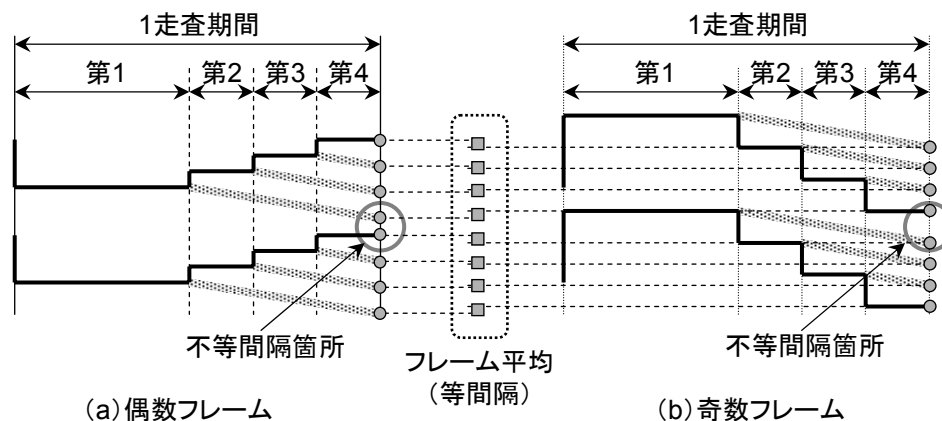 1走査期間
第1 第2 第3 第4
不等間隔箇所
(a)偶数フレーム
フレーム平均
(等間隔)
1走査期間
第1 第2 第3 第4
不等間隔箇所
(b)奇数フレーム